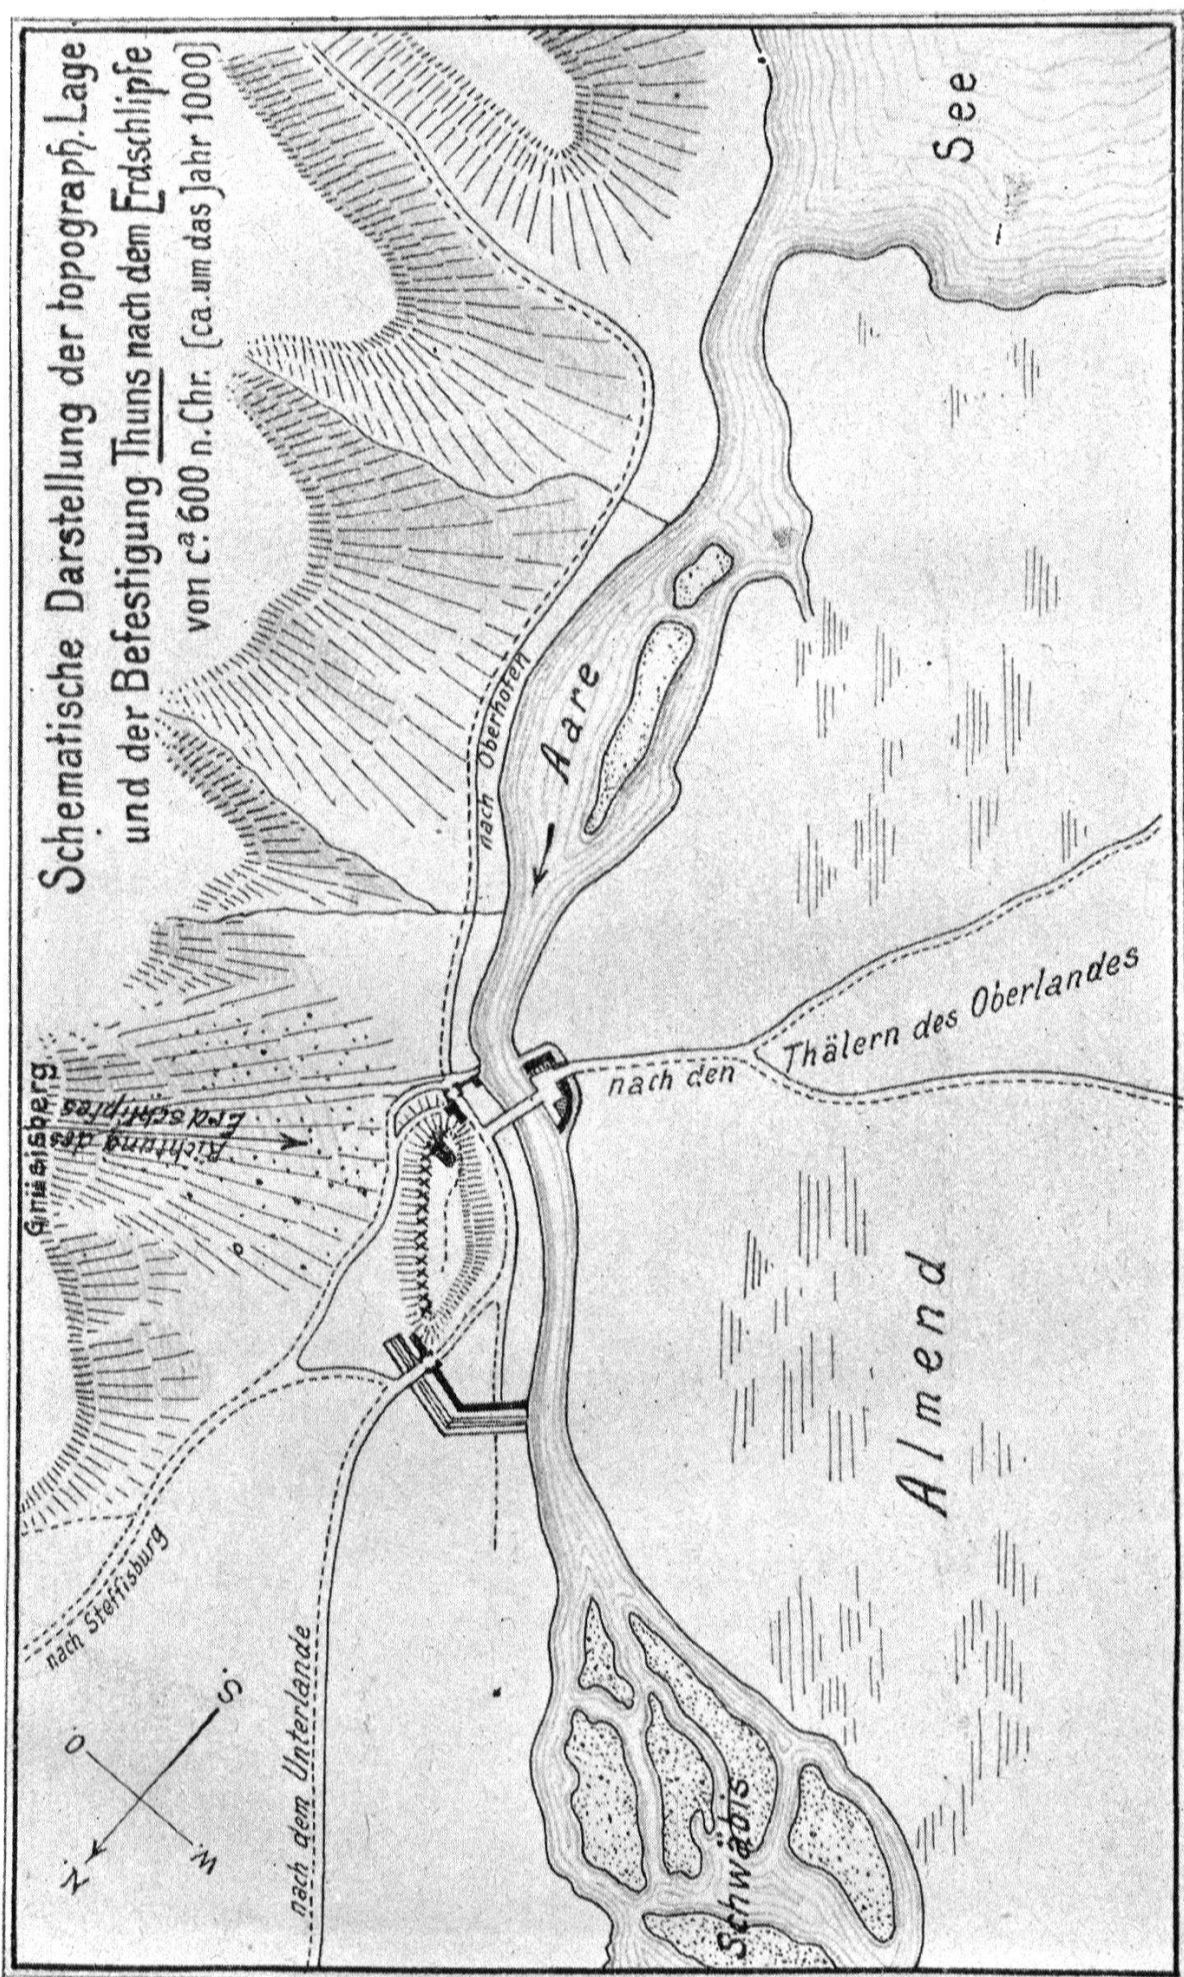 Schematische Darstellung der topograph. Lage
und der Befestigung Thuns nach dem Erdschlipfe
von cª 600 n. Chr. [ca. um das Jahr 1000]
See
Aare
nach Oberhofen
Grüsisberg
Richtung des
Erdschlipfes
nach den Thälern des Oberlandes
Almend
nach Steffisburg
nach dem Unterlande
Schwäbis
N.
O
S.
W